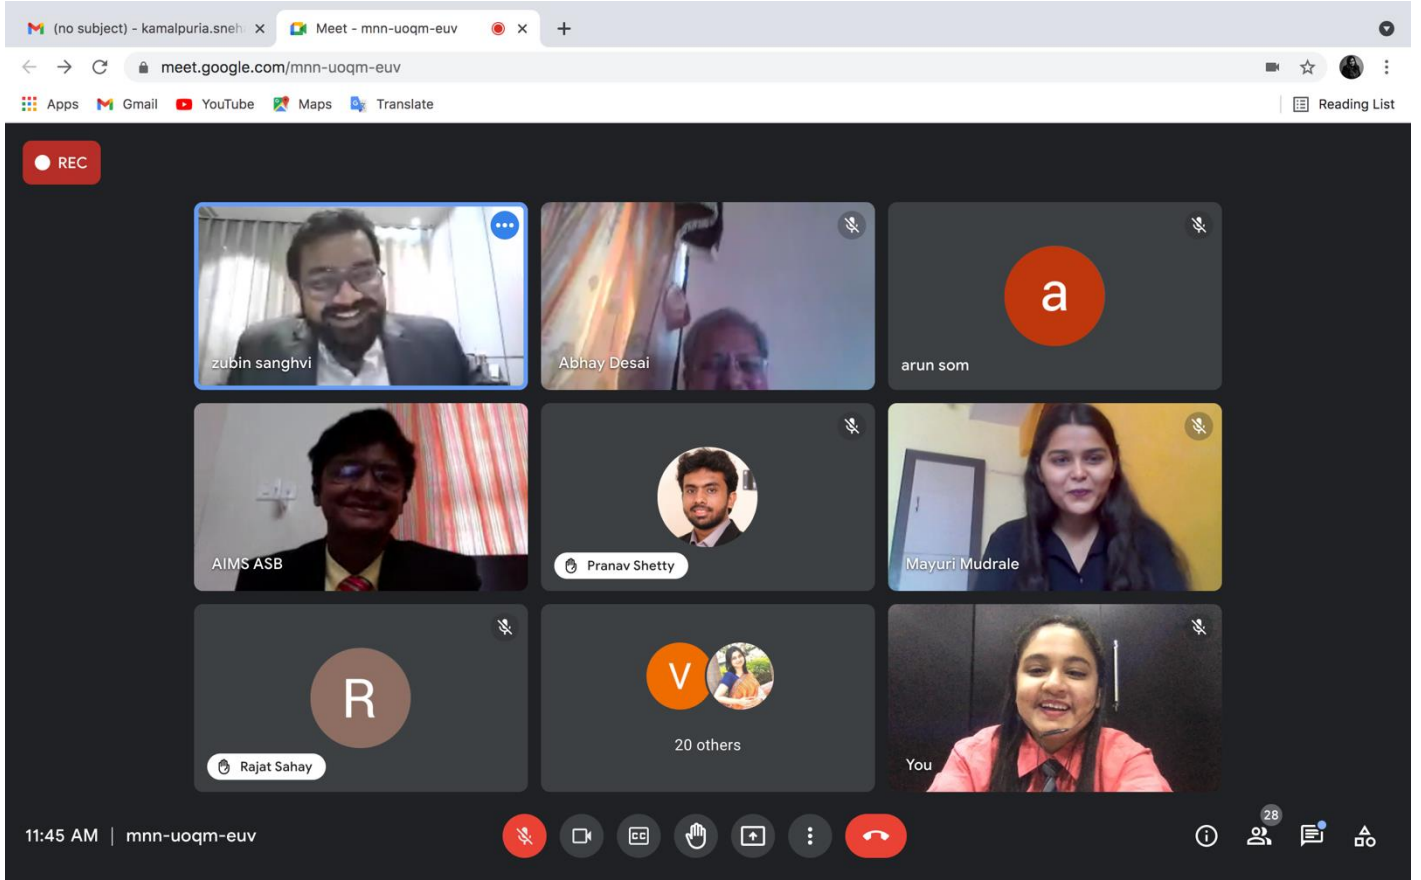 (no subject) - kamalpuria.sneh
Meet - mnn-uoqm-euv
meet.google.com/mnn-uoqm-euv
Apps Gmail YouTube Maps Translate Reading List
REC
zubin sanghvi
Abhay Desai
a
arun som
AIMS ASB
Pranav Shetty
Mayuri Mudrale
R
Rajat Sahay
V
20 others
You
11:45 AM | mnn-uoqm-euv
CC
28